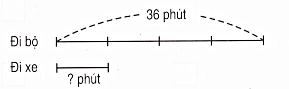 36 phút
Đi bộ
Đi xe
? phút